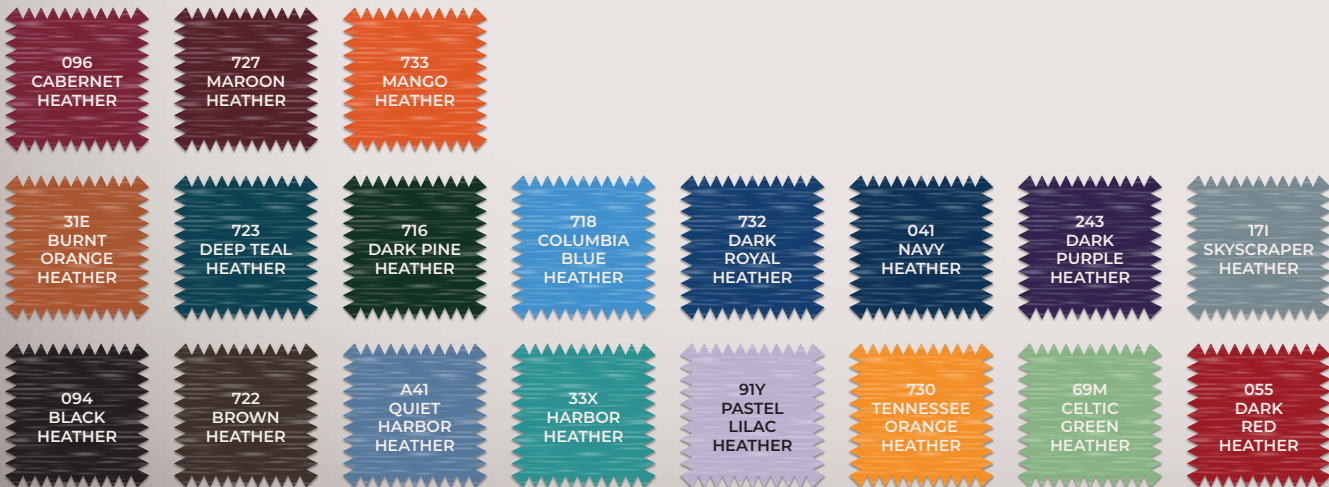 096
CABERNET
HEATHER
727
MAROON
HEATHER
733
MANGO
HEATHER
31E
BURNT
ORANGE
HEATHER
723
DEEP TEAL
HEATHER
716
DARK PINE
HEATHER
718
COLUMBIA
BLUE
HEATHER
732
DARK
ROYAL
HEATHER
041
NAVY
HEATHER
243
DARK
PURPLE
HEATHER
17I
SKYSCRAPER
HEATHER
094
BLACK
HEATHER
722
BROWN
HEATHER
A41
QUIET
HARBOR
HEATHER
33X
HARBOR
HEATHER
91Y
PASTEL
LILAC
HEATHER
730
TENNESSEE
ORANGE
HEATHER
69M
CELTIC
GREEN
HEATHER
055
DARK
RED
HEATHER